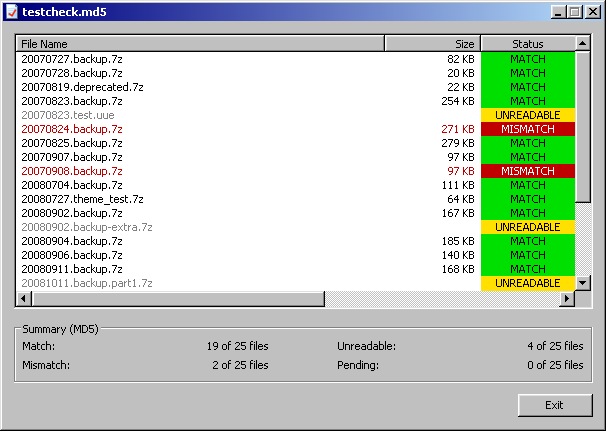 testcheck.md5
File Name Size Status
20070727.backup.7z 82 KB MATCH
20070728.backup.7z 20 KB MATCH
20070819.deprecated.7z 22 KB MATCH
20070823.backup.7z 254 KB MATCH
20070823.test.uue UNREADABLE
20070824.backup.7z 271 KB MISMATCH
20070825.backup.7z 279 KB MATCH
20070907.backup.7z 97 KB MATCH
20070908.backup.7z 97 KB MISMATCH
20080704.backup.7z 111 KB MATCH
20080727.theme_test.7z 64 KB MATCH
20080902.backup.7z 167 KB MATCH
20080902.backup-extra.7z UNREADABLE
20080904.backup.7z 185 KB MATCH
20080906.backup.7z 140 KB MATCH
20080911.backup.7z 168 KB MATCH
20081011.backup.part1.7z UNREADABLE
Summary (MD5)
Match: 19 of 25 files Unreadable: 4 of 25 files
Mismatch: 2 of 25 files Pending: 0 of 25 files
Exit